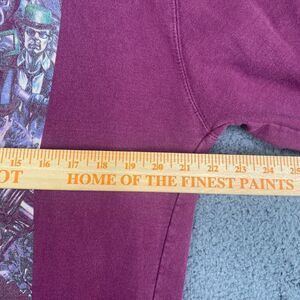 15 16 17 18 19 20 21 22 23 24 25
OT HOME OF THE FINEST PAINTS